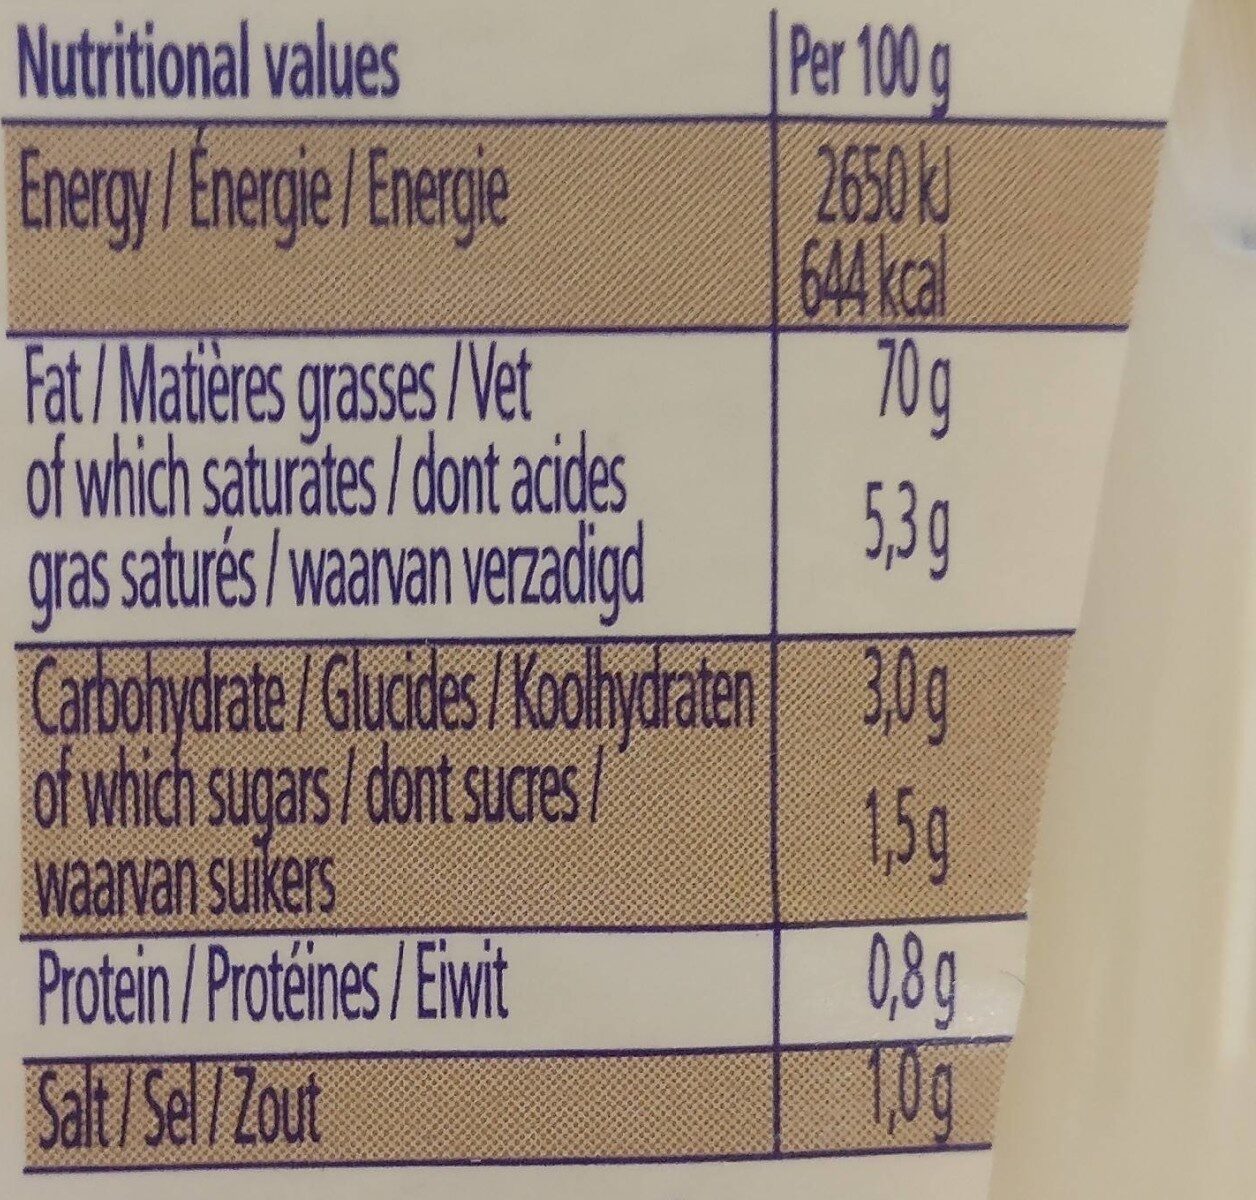 Nutritional values Per 100 g
Energy / Énergie / Energie 2650 kJ
644 kcal
Fat / Matières grasses / Vet 70 g
of which saturates / dont acides
gras saturés / waarvan verzadigd 5,3 g
Carbohydrate / Glucides / Koolhydraten 3,0 g
of which sugars / dont sucres /
waarvan suikers 1,5 g
Protein / Protéines / Eiwit 0,8 g
Salt / Sel / Zout 1,0 g